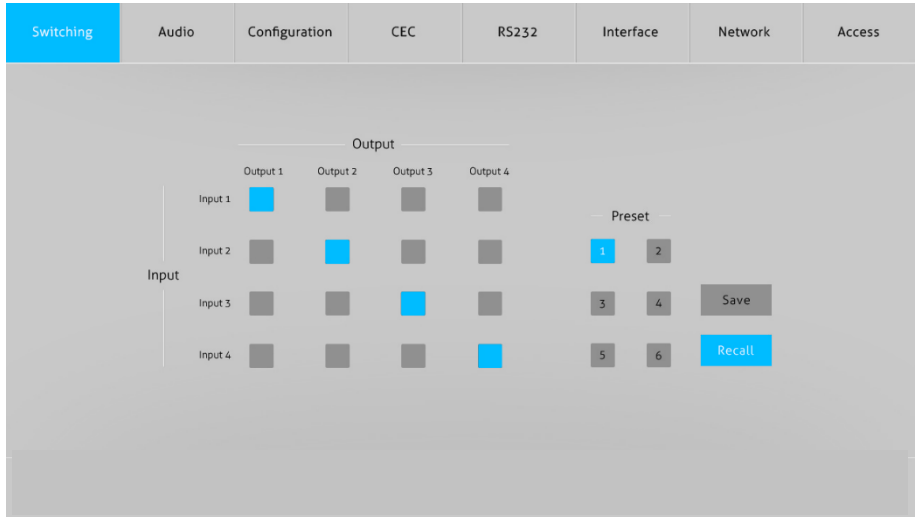 Switching Audio Configuration CEC RS232 Interface Network Access
Output
Output 1 Output 2 Output 3 Output 4
Input 1
Preset
Input 2
1 2
Input
Input 3
3 4
Save
Input 4
5 6
Recall